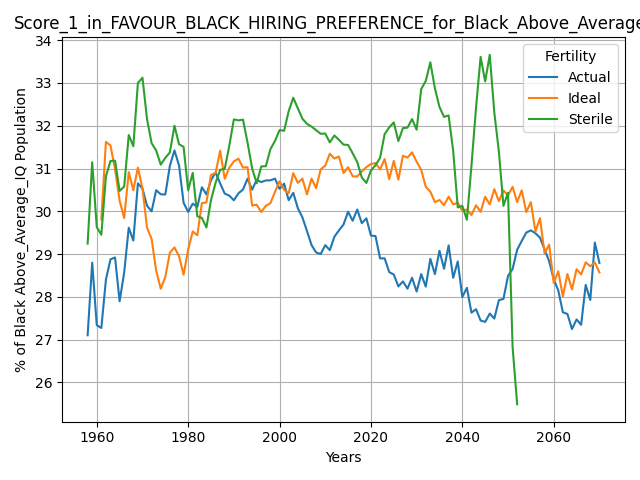 Score_1_in_FAVOUR_BLACK_HIRING_PREFERENCE_for_Black_Above_Average
34
33
32
31
30
29
28
27
26
% of Black Above_Average_IQ Population
Fertility
Actual
Ideal
Sterile
1960
1980
2000
2020
2040
2060
Years